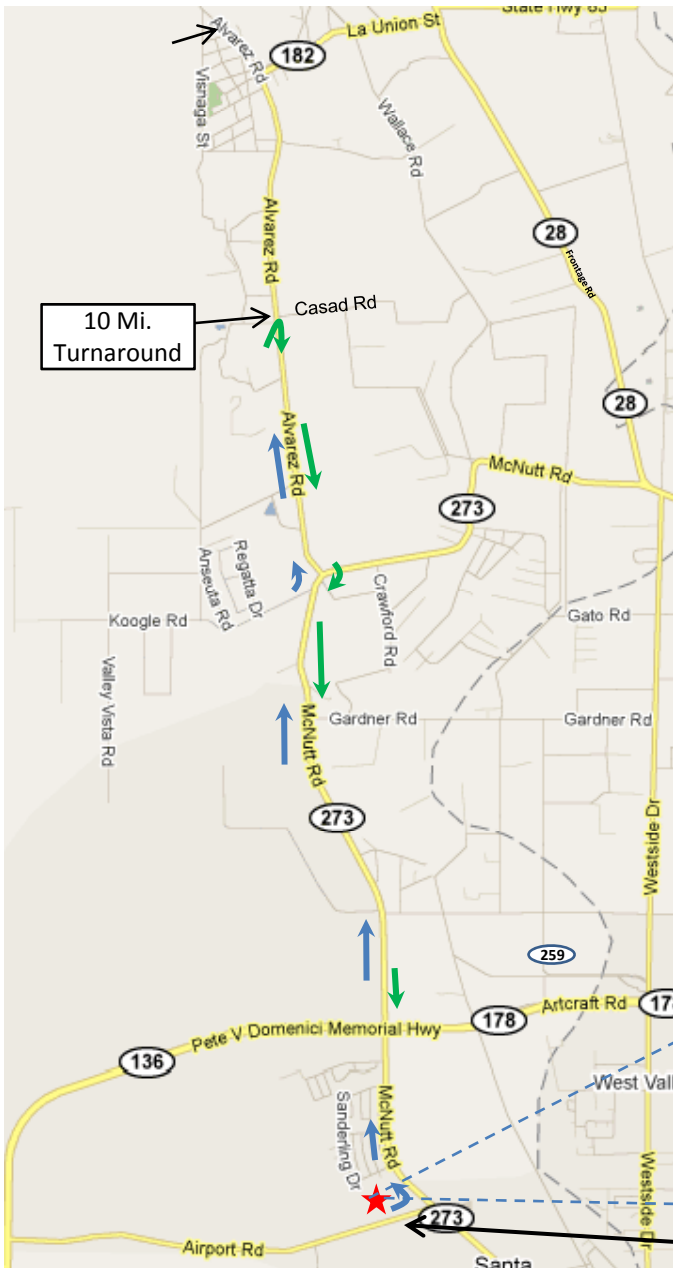 State Hwy 83
La Union St
Alvarez Rd
182
Visnaga St
Wallace Rd
Alvarez Rd
28
Frontage Rd
Casad Rd
10 Mi.
Turnaround
28
Alvarez Rd
McNutt Rd
273
Regatta Dr
Anseuta Rd
Crawford Rd
Koogle Rd
Gato Rd
Valley Vista Rd
McNutt Rd
Gardner Rd
Gardner Rd
273
Westside Dr
259
Artcraft Rd
178
178
Pete V Domenici Memorial Hwy
136
West Vall
McNutt Rd
Sanderling Dr
Westside Dr
273
Airport Rd
Santa